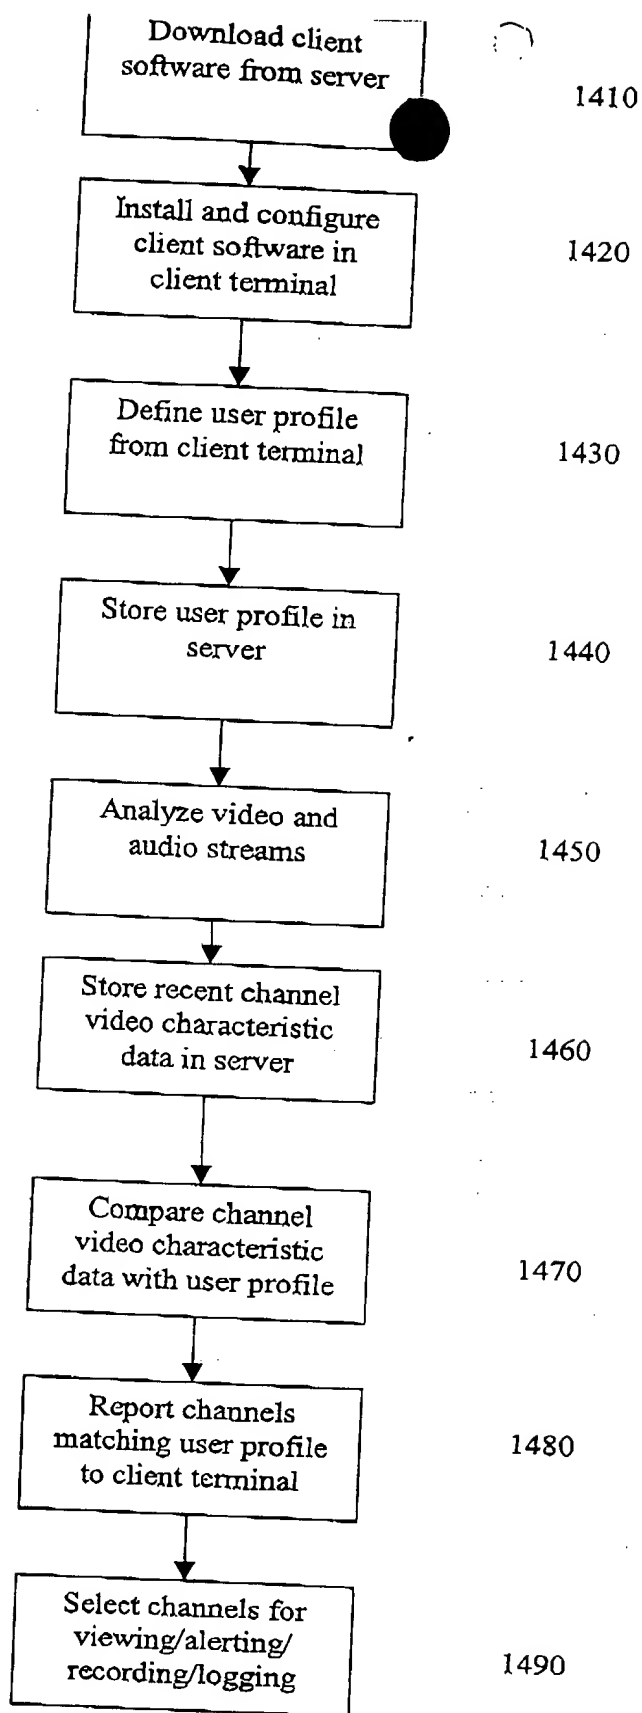 Download client
software from server
1410
Install and configure
client software in
client terminal
1420
Define user profile
from client terminal
1430
Store user profile in
server
1440
Analyze video and
audio streams
1450
Store recent channel
video characteristic
data in server
1460
Compare channel
video characteristic
data with user profile
1470
Report channels
matching user profile
to client terminal
1480
Select channels for
viewing/alerting/
recording/logging
1490